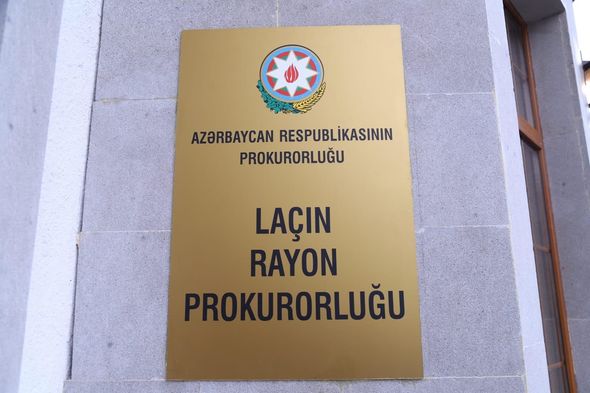 AZƏRBAYCAN RESPUBLİKASININ
PROKURORLUĞU
LAÇIN
RAYON
PROKURORLUĞU